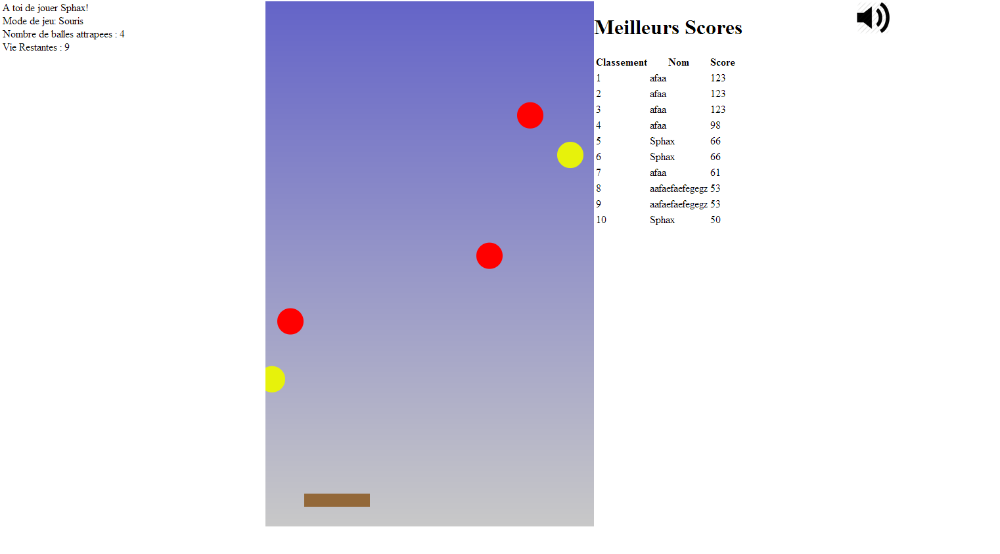 A toi de jouer Sphax!
Mode de jeu: Souris
Nombre de balles attrapees : 4
Vie Restantes : 9
Meilleurs Scores
Classement Nom Score
1 afaa 123
2 afaa 123
3 afaa 123
4 afaa 98
5 Sphax 66
6 Sphax 66
7 afaa 61
8 aafaefaefegegz 53
9 aafaefaefegegz 53
10 Sphax 50